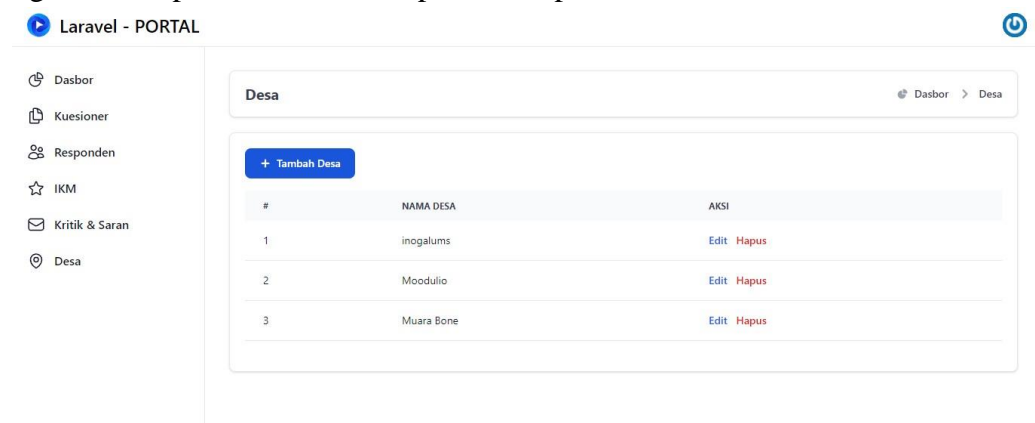 Laravel - PORTAL
Dasbor
Kuesioner
Responden
IKM
Kritik & Saran
Desa
Desa
Dasbor > Desa
+ Tambah Desa
# NAMA DESA AKSI
1 inogalums Edit Hapus
2 Moodulio Edit Hapus
3 Muara Bone Edit Hapus